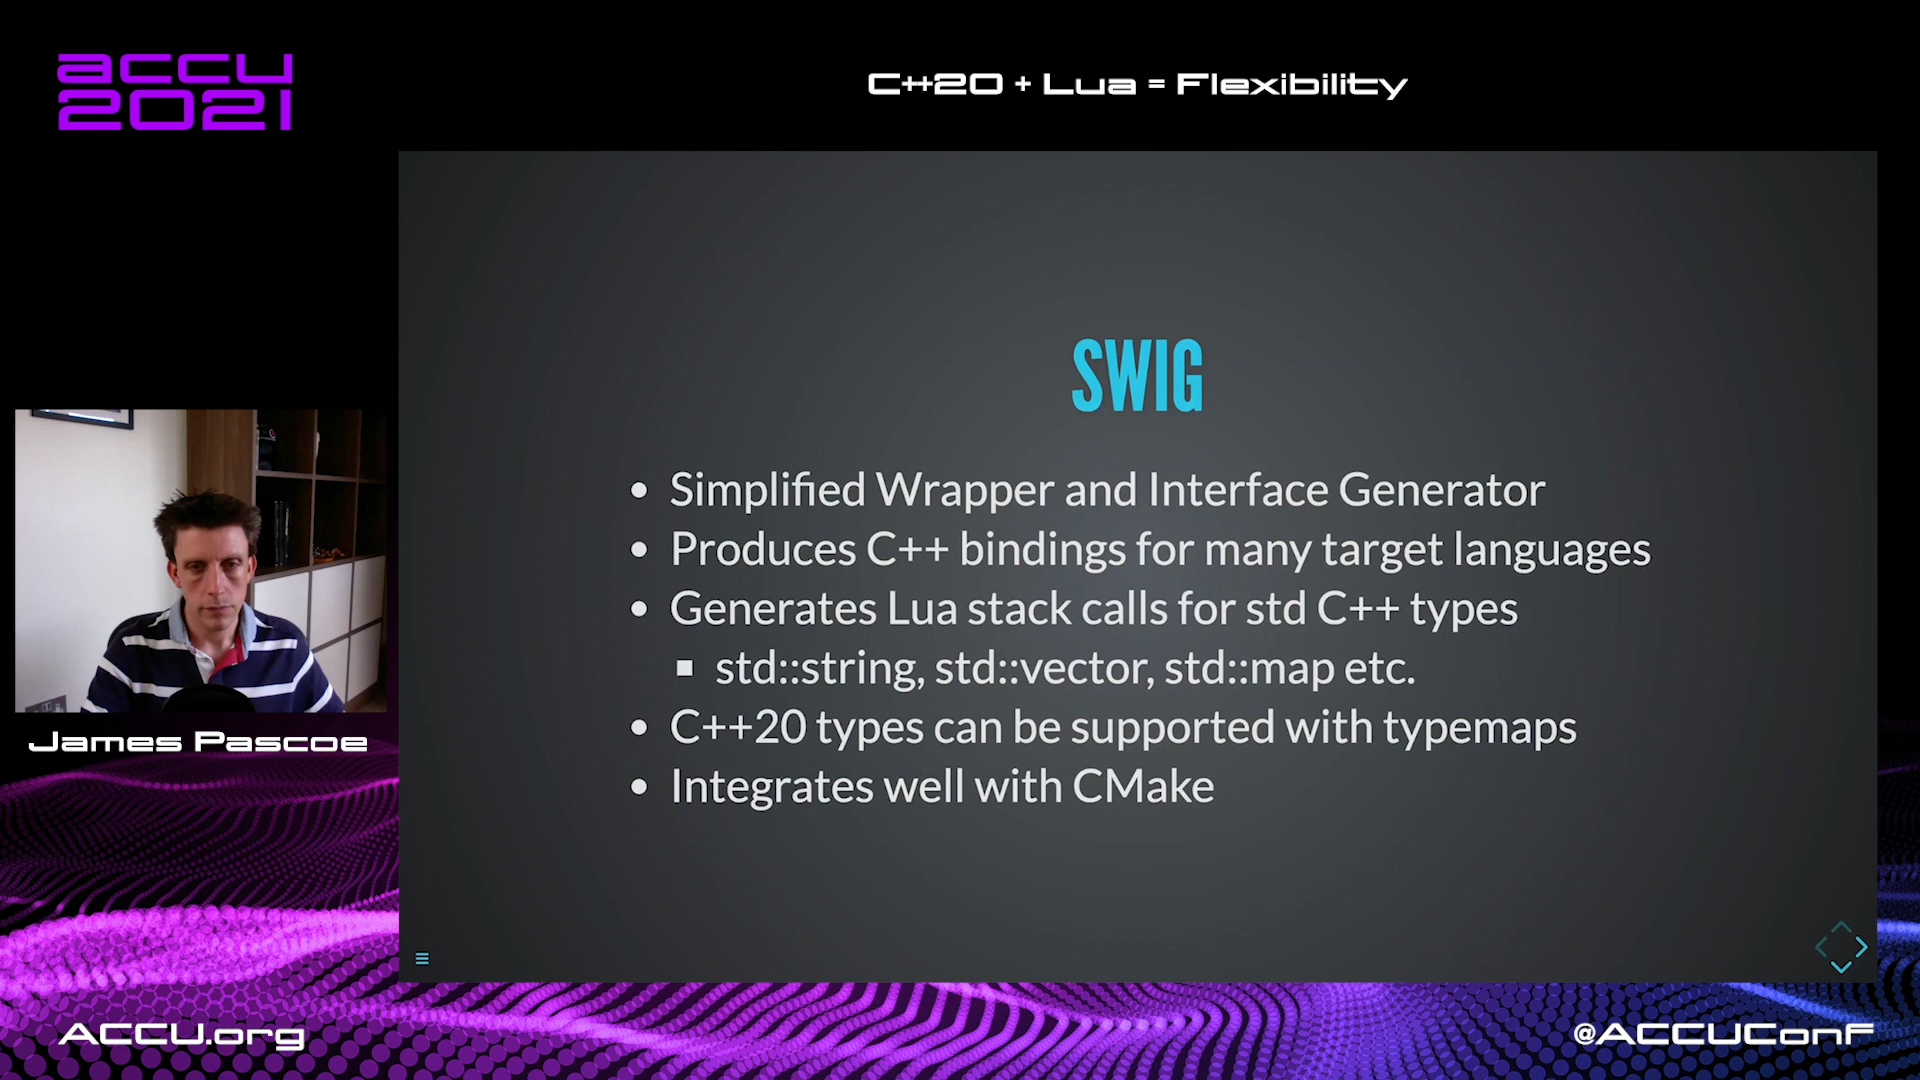 accu
2021
C++20 + Lua = Flexibility
SWIG
• Simplified Wrapper and Interface Generator
• Produces C++ bindings for many target languages
• Generates Lua stack calls for std C++ types
▪ std::string, std::vector, std::map etc.
• C++20 types can be supported with typemaps
• Integrates well with CMake
James Pascoe
ACCU.org
@ACCUConF